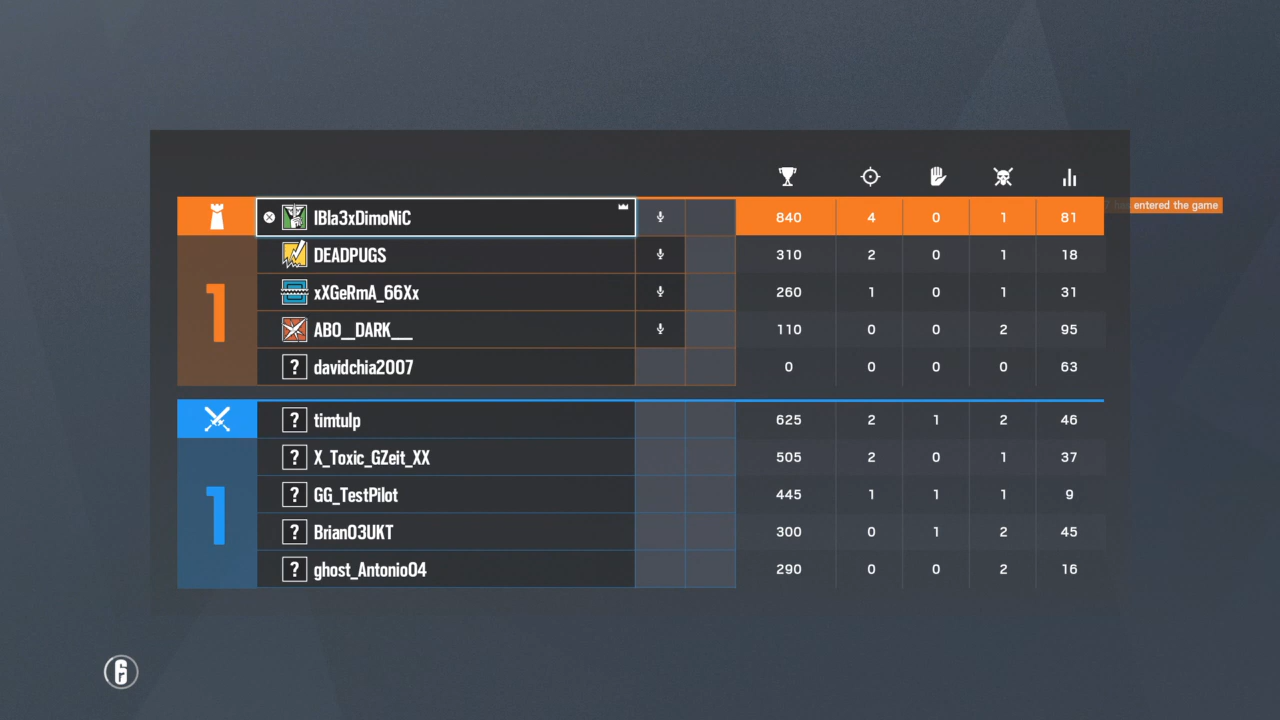 IBla3xDimoNiC 840 4 0 1 81
has entered the game
DEADPUGS 310 2 0 1 18
1
xXGeRmA_66Xx 260 1 0 1 31
ABO__DARK__ 110 0 0 2 95
? davidchia2007 0 0 0 0 63
? timtulp 625 2 1 2 46
? X_Toxic_GZeit_XX 505 2 0 1 37
1
? GG_TestPilot 445 1 1 1 9
? BrianO3UKT 300 0 1 2 45
? ghost_Antonio04 290 0 0 2 16
6